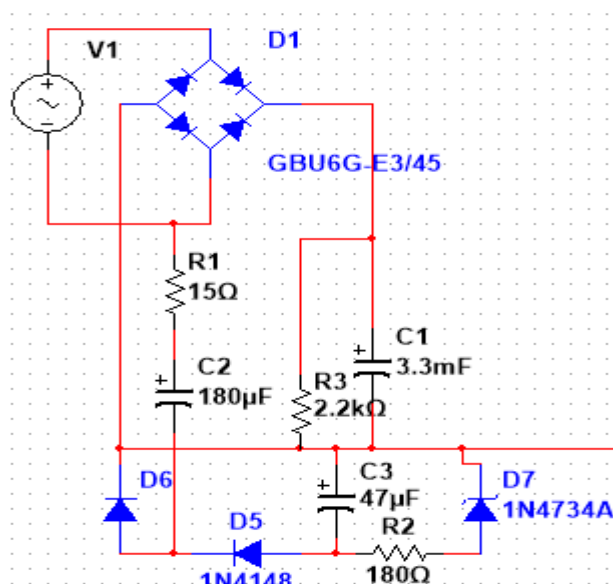 V1
D1
GBU6G-E3/45
R1
15Ω
C2
180µF
R3
2.2kΩ
C1
3.3mF
D6
C3
47µF
D7
1N4734A
D5
1N4148
R2
180Ω